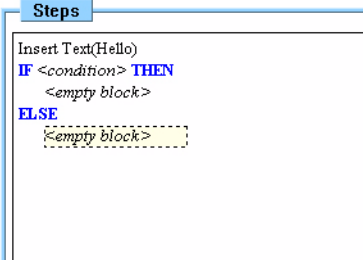 Steps
Insert Text(Hello)
IF <condition> THEN
<empty block>
ELSE
<empty block>